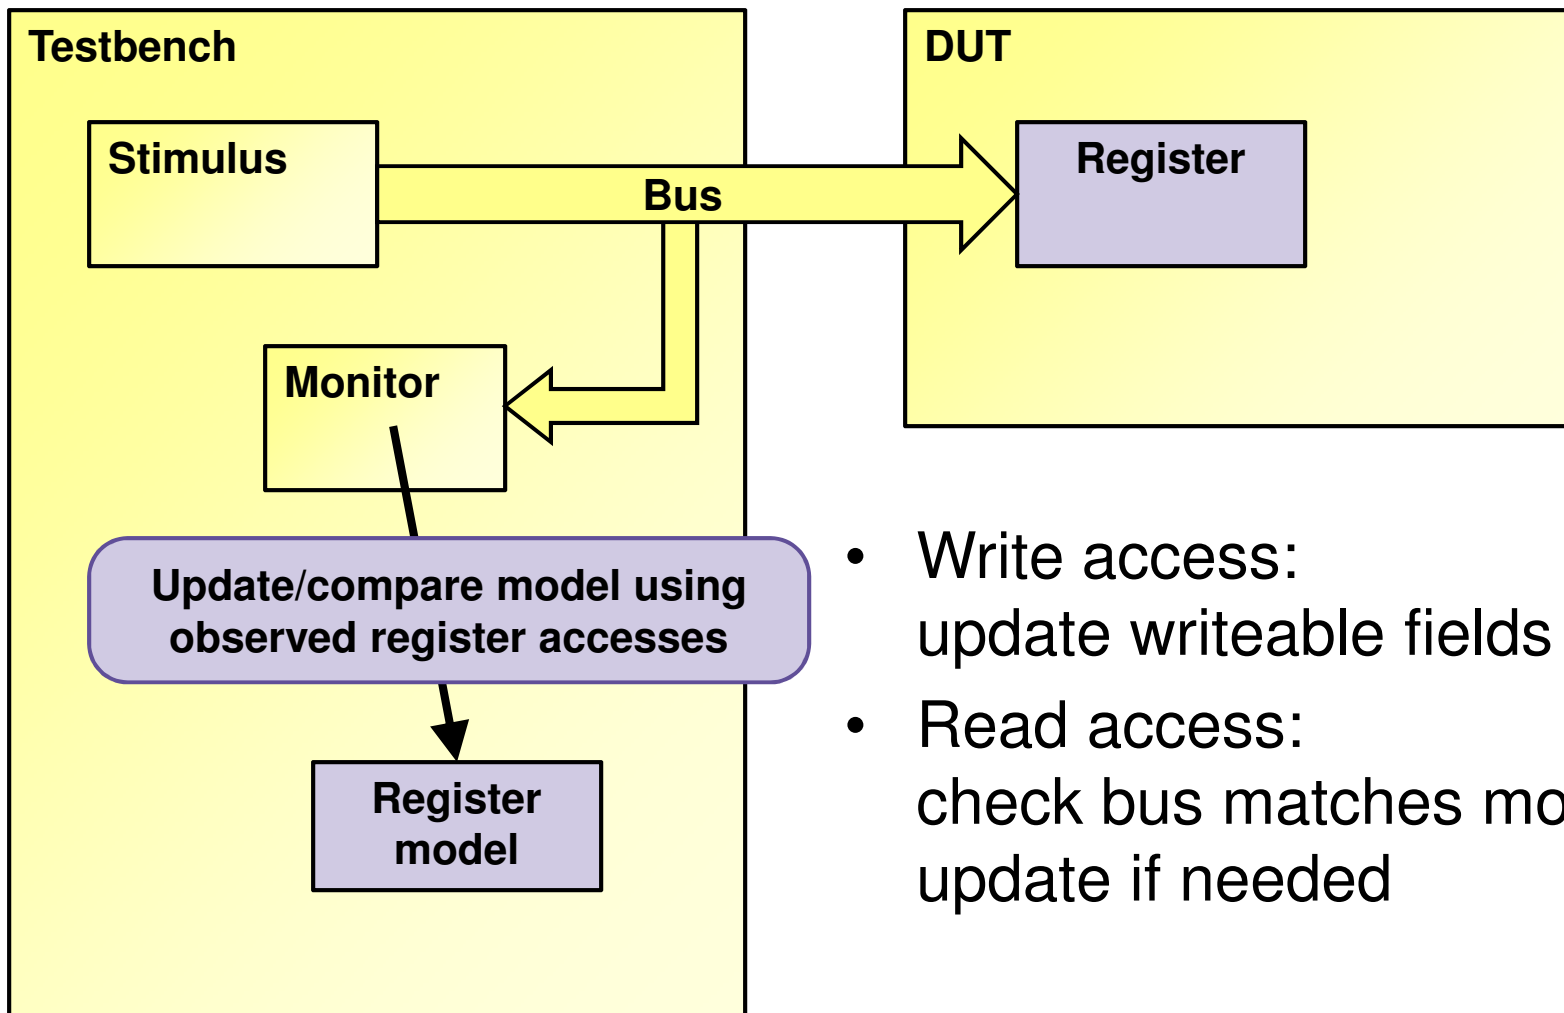 Testbench
DUT
Stimulus
Bus
Register
Monitor
Update/compare model using
observed register accesses
Register
model
• Write access:
update writeable fields
• Read access:
check bus matches
update if needed